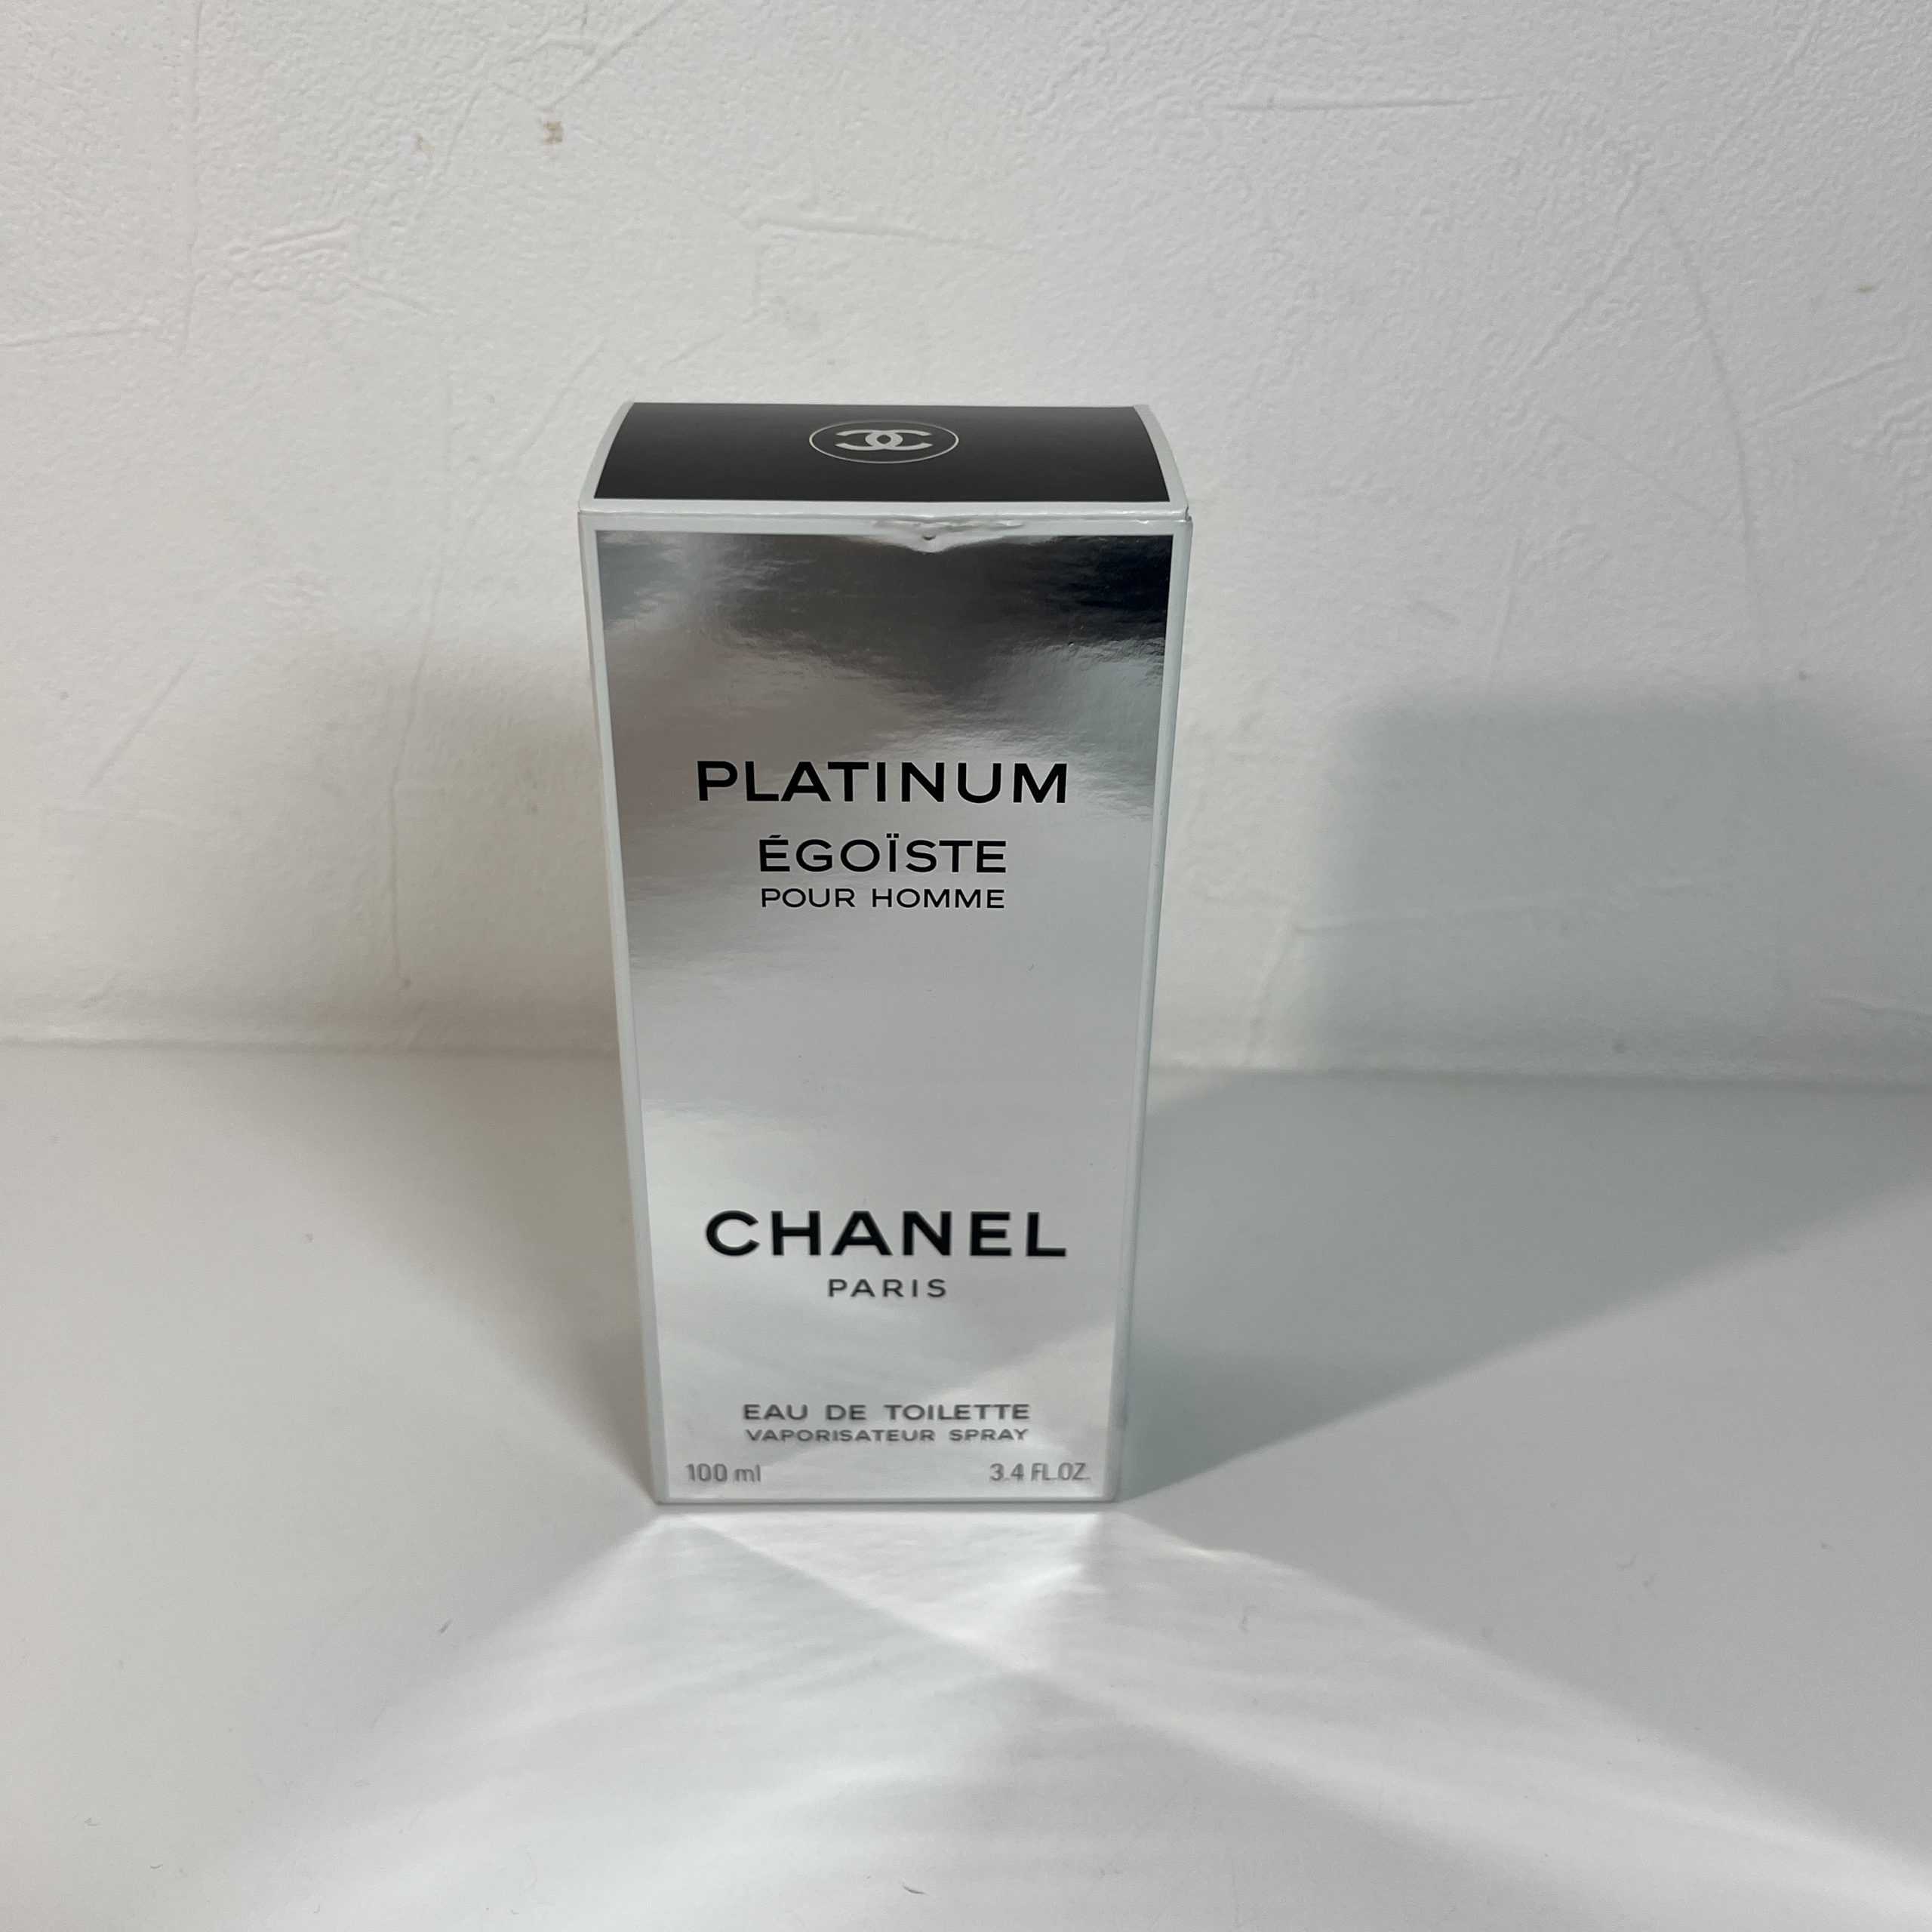 PLATINUM
ÉGOÏSTE
POUR HOMME
CHANEL
PARIS
EAU DE TOILETTE
VAPORISATEUR SPRAY
100 ml 3.4 FL.OZ.